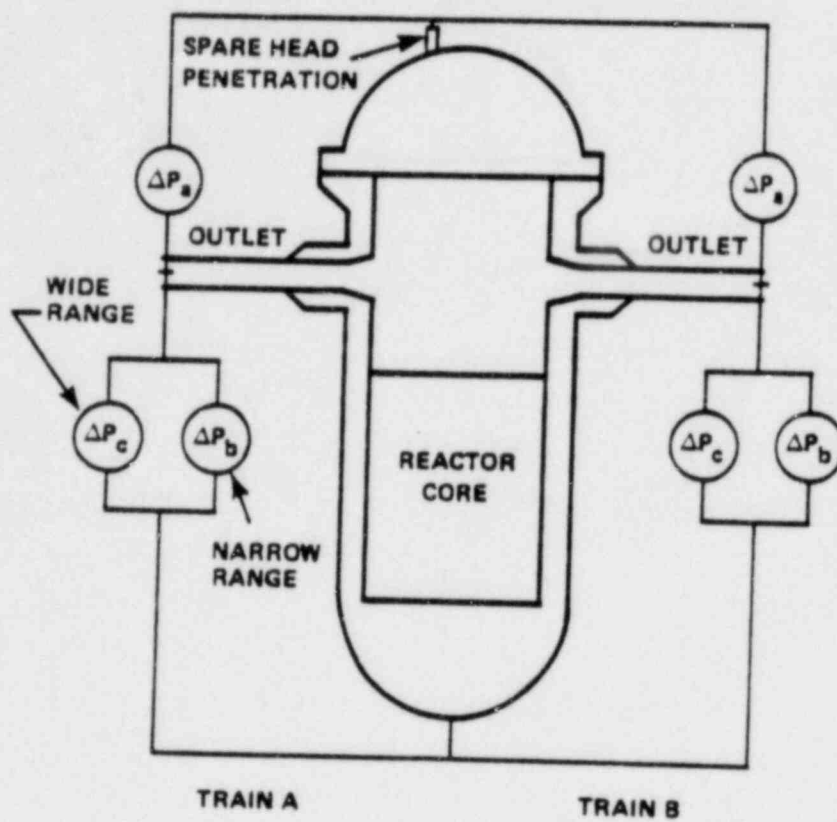 SPARE HEAD
PENETRATION
ΔPa
ΔPa
OUTLET
OUTLET
WIDE
RANGE
ΔPc
ΔPb
ΔPc
ΔPb
REACTOR
CORE
NARROW
RANGE
TRAIN A
TRAIN B